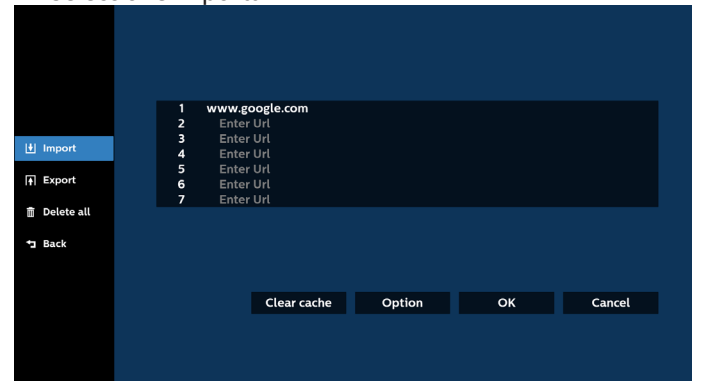 1 www.google.com
2 Enter Url
3 Enter Url
4 Enter Url
5 Enter Url
6 Enter Url
7 Enter Url
Import
Export
Delete all
Back
Clear cache Option OK Cancel